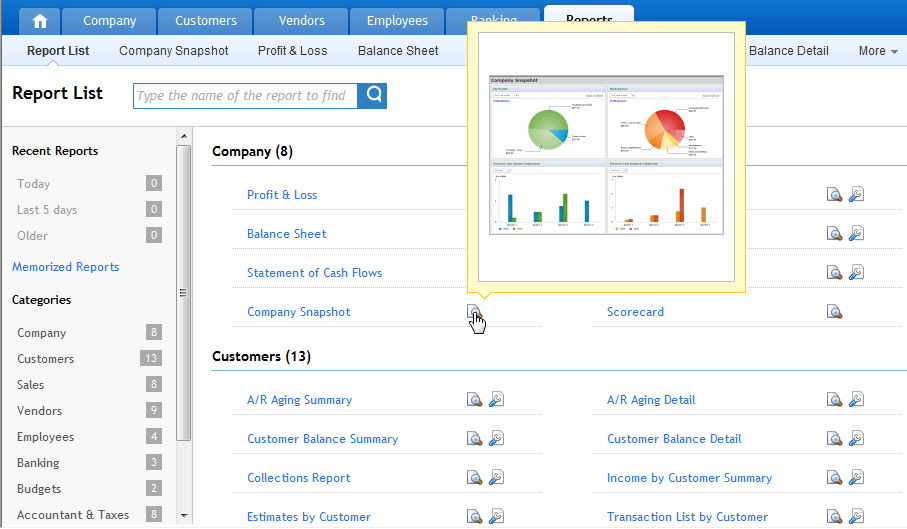 Company
Customers
Vendors
Employees
Banking
Reports
Report List
Company Snapshot
Profit & Loss
Balance Sheet
Balance Detail
More
Report List
Type the name of the report to find
Company Snapshot
Recent Reports
Today 0
Last 5 days 0
Older 0
Memorized Reports
Categories
Company 8
Customers 13
Sales 8
Vendors 9
Employees 4
Banking 3
Budgets 2
Accountant & Taxes 8
Company (8)
Profit & Loss
Balance Sheet
Statement of Cash Flows
Company Snapshot
Scorecard
Customers (13)
A/R Aging Summary
A/R Aging Detail
Customer Balance Summary
Customer Balance Detail
Collections Report
Income by Customer Summary
Estimates by Customer
Transaction List by Customer